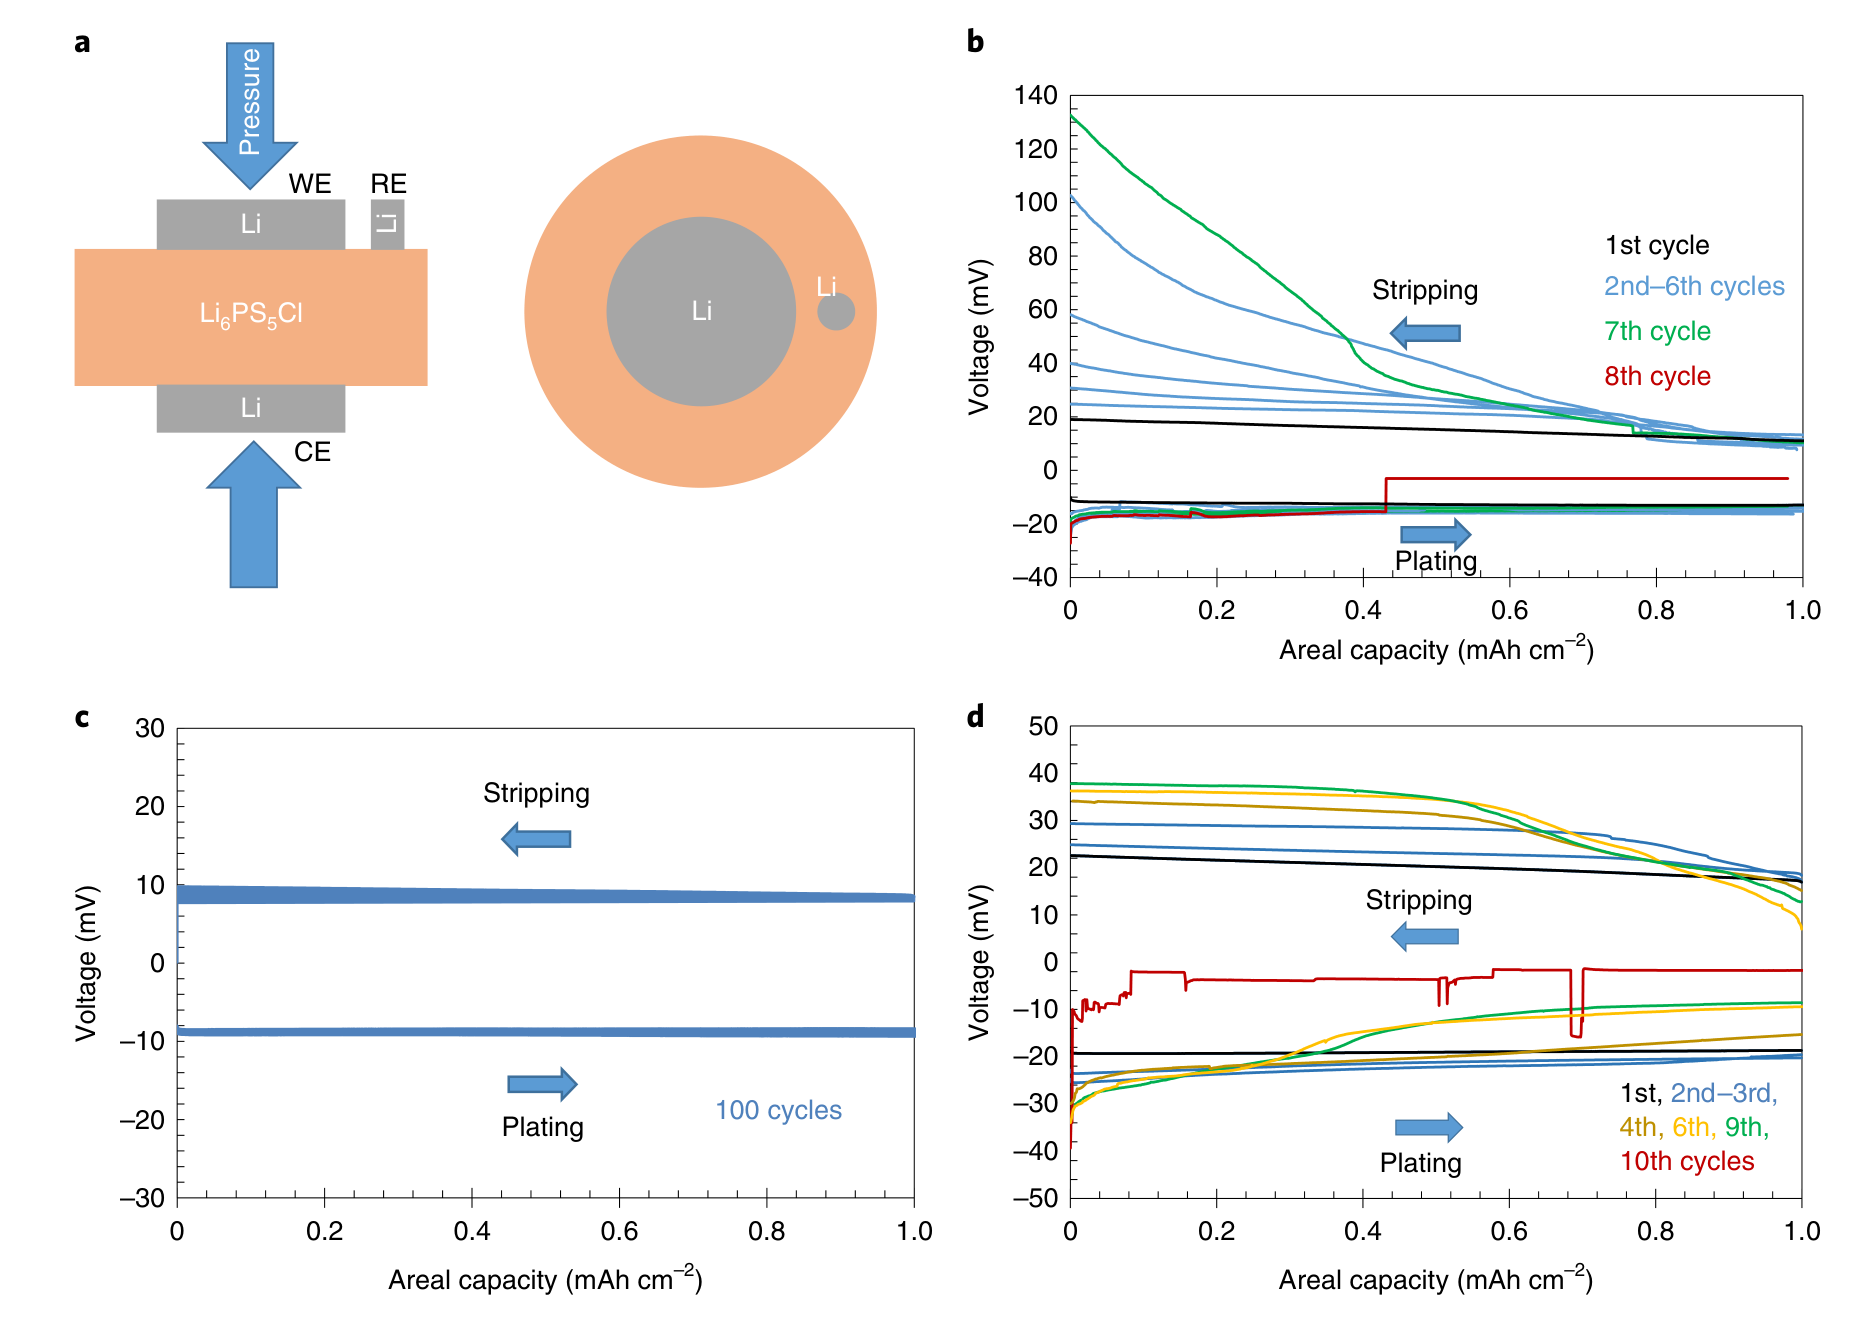 a
Pressure
WE
RE
Li
Li
Li₆PS₅Cl
Li
CE
Li
Li
b
140
120
100
80
60
40
20
0
–20
–40
Voltage (mV)
1st cycle
2nd–6th cycles
7th cycle
8th cycle
Stripping
Plating
0
0.2
0.4
0.6
0.8
1.0
Areal capacity (mAh cm⁻²)
c
30
20
10
0
–10
–20
–30
Voltage (mV)
Stripping
Plating
100 cycles
0
0.2
0.4
0.6
0.8
1.0
Areal capacity (mAh cm⁻²)
d
50
40
30
20
10
0
–10
–20
–30
–40
–50
Voltage (mV)
Stripping
Plating
1st, 2nd–3rd,
4th, 6th, 9th,
10th cycles
0
0.2
0.4
0.6
0.8
1.0
Areal capacity (mAh cm⁻²)